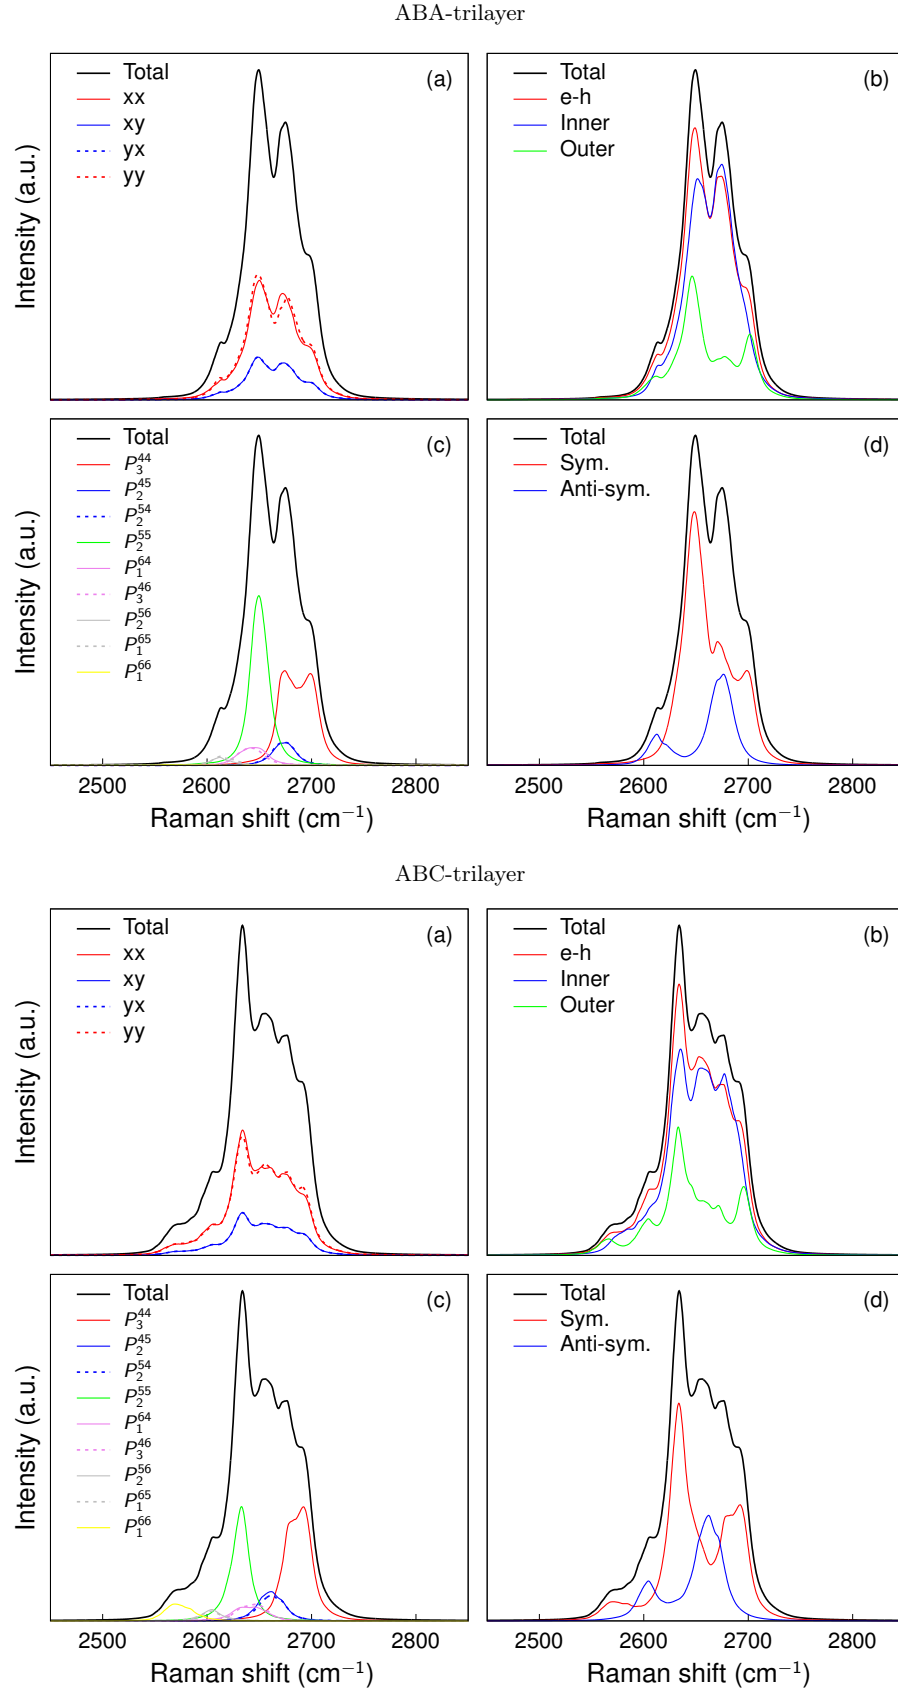 ABA-trilayer
Total
xx
xy
yx
yy
(a)
Intensity (a.u.)
Total
e-h
Inner
Outer
(b)
Total
P_3^{44}
P_2^{45}
P_2^{54}
P_2^{55}
P_1^{64}
P_3^{46}
P_2^{56}
P_1^{65}
P_1^{66}
(c)
Intensity (a.u.)
2500 2600 2700 2800
Raman shift (cm⁻¹)
Total
Sym.
Anti-sym.
(d)
2500 2600 2700 2800
Raman shift (cm⁻¹)
ABC-trilayer
Total
xx
xy
yx
yy
(a)
Intensity (a.u.)
Total
e-h
Inner
Outer
(b)
Total
P_3^{44}
P_2^{45}
P_2^{54}
P_2^{55}
P_1^{64}
P_3^{46}
P_2^{56}
P_1^{65}
P_1^{66}
(c)
Intensity (a.u.)
2500 2600 2700 2800
Raman shift (cm⁻¹)
Total
Sym.
Anti-sym.
(d)
2500 2600 2700 2800
Raman shift (cm⁻¹)